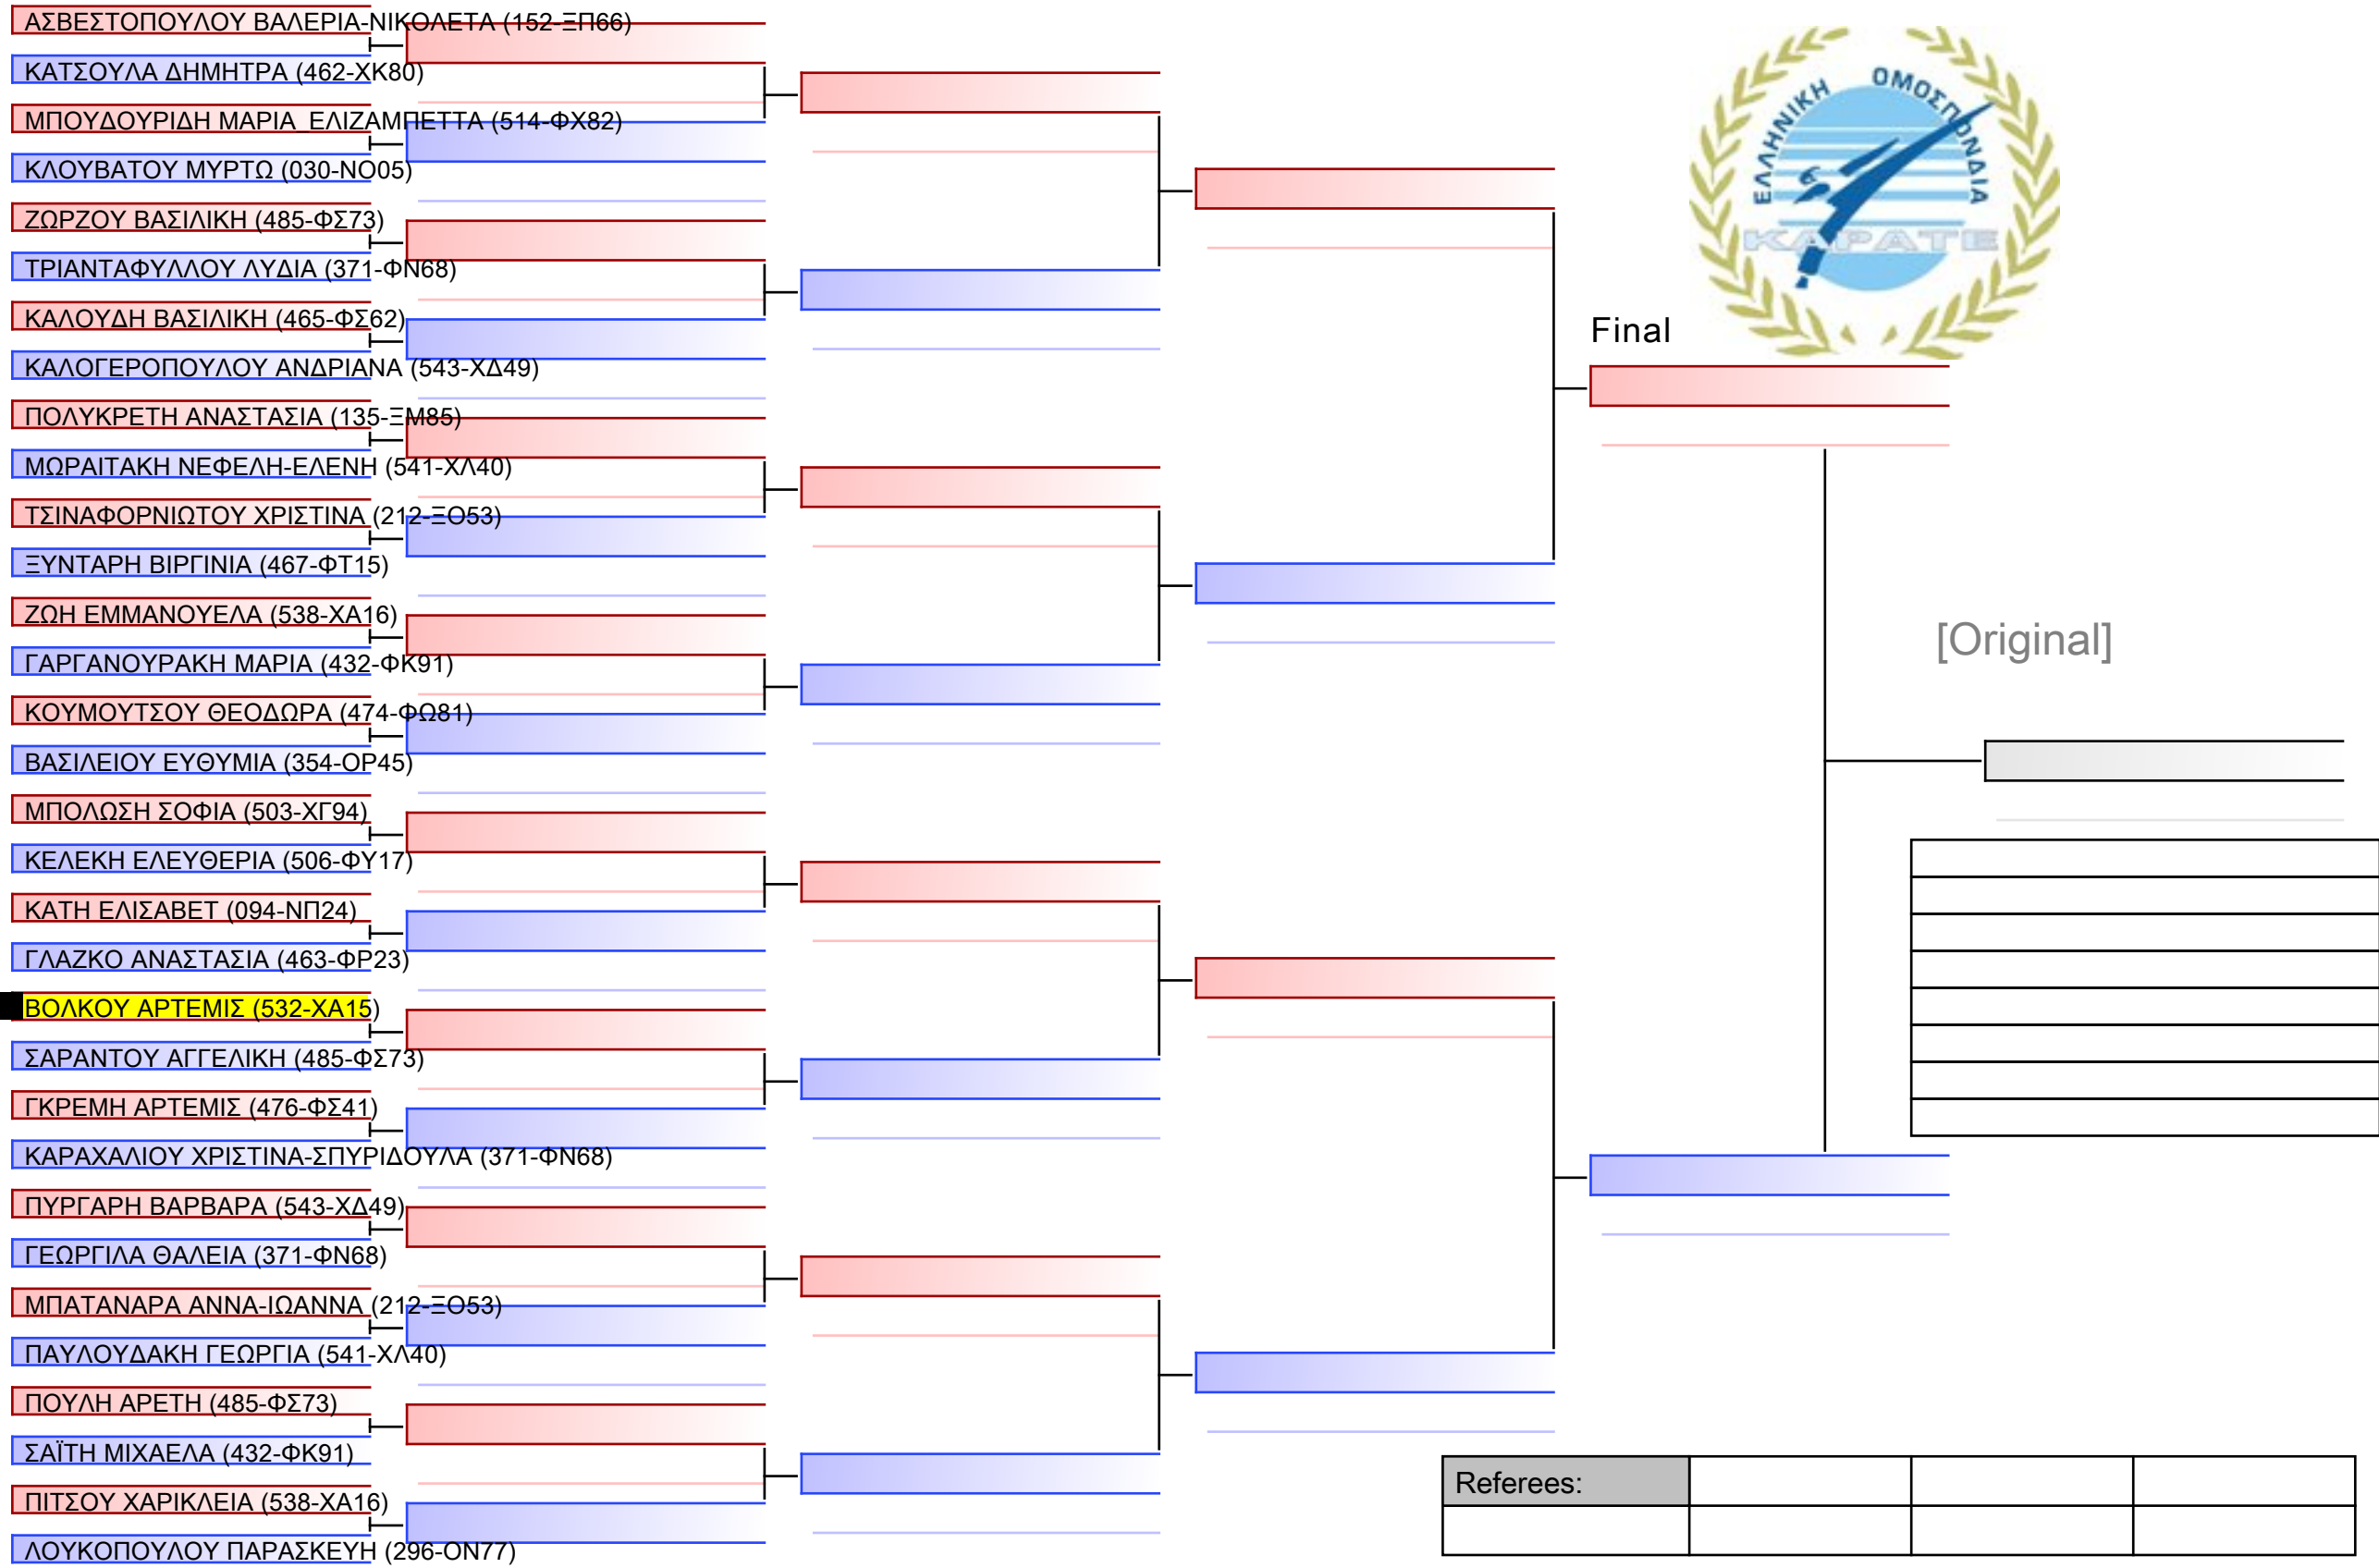 ΑΣΒΕΣΤΟΠΟΥΛΟΥ ΒΑΛΕΡΙΑ-ΝΙΚΟΛΕΤΑ (152-ΞΠ66)
ΚΑΤΣΟΥΛΑ ΔΗΜΗΤΡΑ (462-ΧΚ80)
ΜΠΟΥΔΟΥΡΙΔΗ ΜΑΡΙΑ ΕΛΙΖΑΜΠΕΤΤΑ (514-ΦΧ82)
ΚΛΟΥΒΑΤΟΥ ΜΥΡΤΩ (030-ΝΟ05)
ΖΩΡΖΟΥ ΒΑΣΙΛΙΚΗ (485-ΦΣ73)
ΤΡΙΑΝΤΑΦΥΛΛΟΥ ΛΥΔΙΑ (371-ΦΝ68)
ΚΑΛΟΥΔΗ ΒΑΣΙΛΙΚΗ (465-ΦΣ62)
ΚΑΛΟΓΕΡΟΠΟΥΛΟΥ ΑΝΔΡΙΑΝΑ (543-ΧΔ49)
ΠΟΛΥΚΡΕΤΗ ΑΝΑΣΤΑΣΙΑ (135-ΞΜ85)
ΜΩΡΑΙΤΑΚΗ ΝΕΦΕΛΗ-ΕΛΕΝΗ (541-ΧΛ40)
ΤΣΙΝΑΦΟΡΝΙΩΤΟΥ ΧΡΙΣΤΙΝΑ (212-ΞΟ53)
ΞΥΝΤΑΡΗ ΒΙΡΓΙΝΙΑ (467-ΦΤ15)
ΖΩΗ ΕΜΜΑΝΟΥΕΛΑ (538-ΧΑ16)
ΓΑΡΓΑΝΟΥΡΑΚΗ ΜΑΡΙΑ (432-ΦΚ91)
ΚΟΥΜΟΥΤΣΟΥ ΘΕΟΔΩΡΑ (474-ΦΩ81)
ΒΑΣΙΛΕΙΟΥ ΕΥΘΥΜΙΑ (354-ΟΡ45)
ΜΠΟΛΩΣΗ ΣΟΦΙΑ (503-ΧΓ94)
ΚΕΛΕΚΗ ΕΛΕΥΘΕΡΙΑ (506-ΦΥ17)
ΚΑΤΗ ΕΛΙΣΑΒΕΤ (094-ΝΠ24)
ΓΛΑΖΚΟ ΑΝΑΣΤΑΣΙΑ (463-ΦΡ23)
ΒΟΛΚΟΥ ΑΡΤΕΜΙΣ (532-ΧΑ15)
ΣΑΡΑΝΤΟΥ ΑΓΓΕΛΙΚΗ (485-ΦΣ73)
ΓΚΡΕΜΗ ΑΡΤΕΜΙΣ (476-ΦΣ41)
ΚΑΡΑΧΑΛΙΟΥ ΧΡΙΣΤΙΝΑ-ΣΠΥΡΙΔΟΥΛΑ (371-ΦΝ68)
ΠΥΡΓΑΡΗ ΒΑΡΒΑΡΑ (543-ΧΔ49)
ΓΕΩΡΓΙΛΑ ΘΑΛΕΙΑ (371-ΦΝ68)
ΜΠΑΤΑΝΑΡΑ ΑΝΝΑ-ΙΩΑΝΝΑ (212-ΞΟ53)
ΠΑΥΛΟΥΔΑΚΗ ΓΕΩΡΓΙΑ (541-ΧΛ40)
ΠΟΥΛΗ ΑΡΕΤΗ (485-ΦΣ73)
ΣΑΪΤΗ ΜΙΧΑΕΛΑ (432-ΦΚ91)
ΠΙΤΣΟΥ ΧΑΡΙΚΛΕΙΑ (538-ΧΑ16)
ΛΟΥΚΟΠΟΥΛΟΥ ΠΑΡΑΣΚΕΥΗ (296-ΟΝ77)
ΕΛΛΗΝΙΚΗ ΟΜΟΣΠΟΝΔΙΑ
ΚΑΡΑΤΕ
Final
[Original]
Referees: